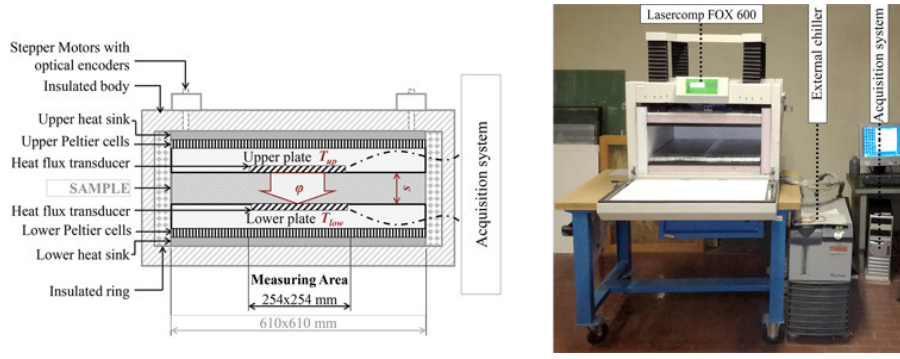 Stepper Motors with
optical encoders
Insulated body
Upper heat sink
Upper Peltier cells
Heat flux transducer
SAMPLE
Heat flux transducer
Lower Peltier cells
Lower heat sink
Insulated ring
Upper plate T_up
φ
s
Lower plate T_low
Measuring Area
254x254 mm
610x610 mm
Acquisition system
Lasercomp FOX 600
External chiller
Acquisition system